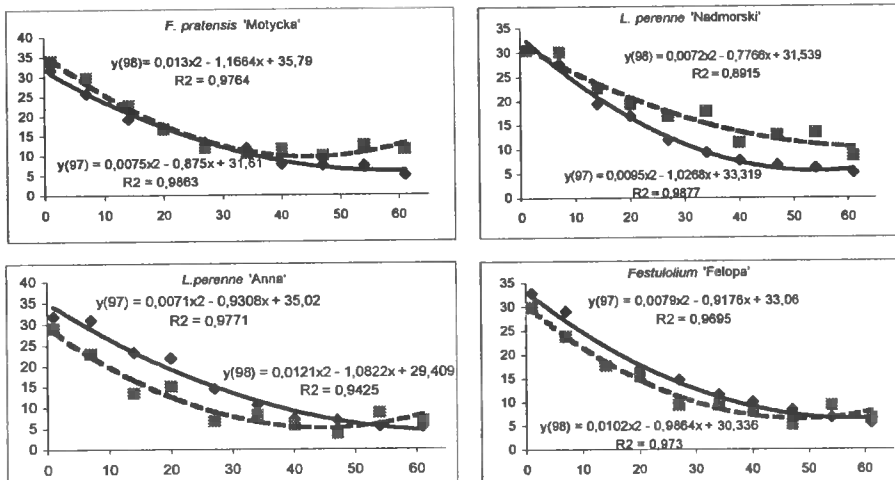 F. pratensis 'Motycka'
40
35
30
25
20
15
10
5
0
y(98) = 0,013x2 - 1,1664x + 35,79
R2 = 0,9764
y(97) = 0,0075x2 - 0,875x + 31,61
R2 = 0,9863
0 10 20 30 40 50 60
L. perenne 'Nadmorski'
35
30
25
20
15
10
5
0
y(98) = 0,0072x2 - 0,7766x + 31,539
R2 = 0,8915
y(97) = 0,0095x2 - 1,0268x + 33,319
R2 = 0,9877
0 10 20 30 40 50 60
L.perenne 'Anna'
40
35
30
25
20
15
10
5
0
y(97) = 0,0071x2 - 0,9308x + 35,02
R2 = 0,9771
y(98) = 0,0121x2 - 1,0822x + 29,409
R2 = 0,9425
0 10 20 30 40 50 60
Festulolium 'Felopa'
35
30
25
20
15
10
5
0
y(97) = 0,0079x2 - 0,9176x + 33,06
R2 = 0,9695
y(98) = 0,0102x2 - 0,9864x + 30,336
R2 = 0,973
0 10 20 30 40 50 60